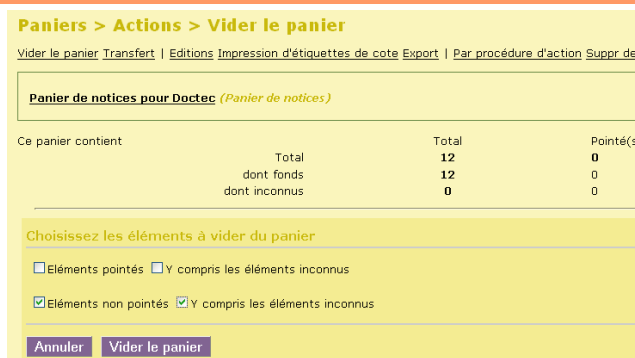 Paniers > Actions > Vider le panier
Vider le panier Transfert | Editions Impression d'étiquettes de cote Export | Par procédure d'action Suppr de
Panier de notices pour Doctec (Panier de notices)
Ce panier contient Total Pointé(s
Total 12 0
dont fonds 12 0
dont inconnus 0 0
Choisissez les éléments à vider du panier
Eléments pointés Y compris les éléments inconnus
Eléments non pointés Y compris les éléments inconnus
Annuler Vider le panier